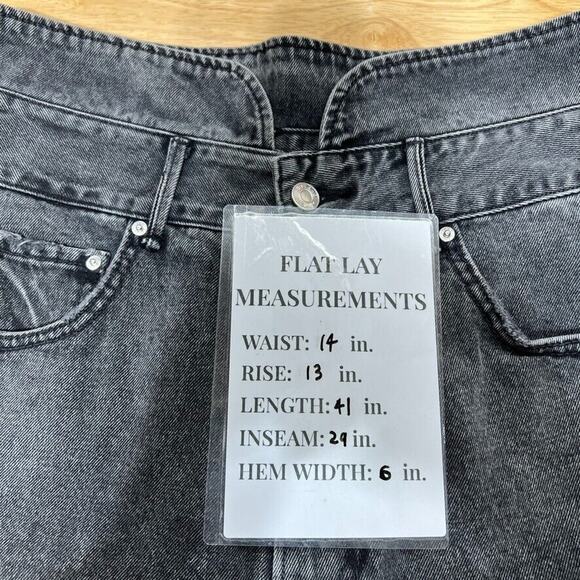 FLAT LAY
MEASUREMENTS
WAIST: 14 in.
RISE: 13 in.
LENGTH: 41 in.
INSEAM: 29 in.
HEM WIDTH: 6 in.